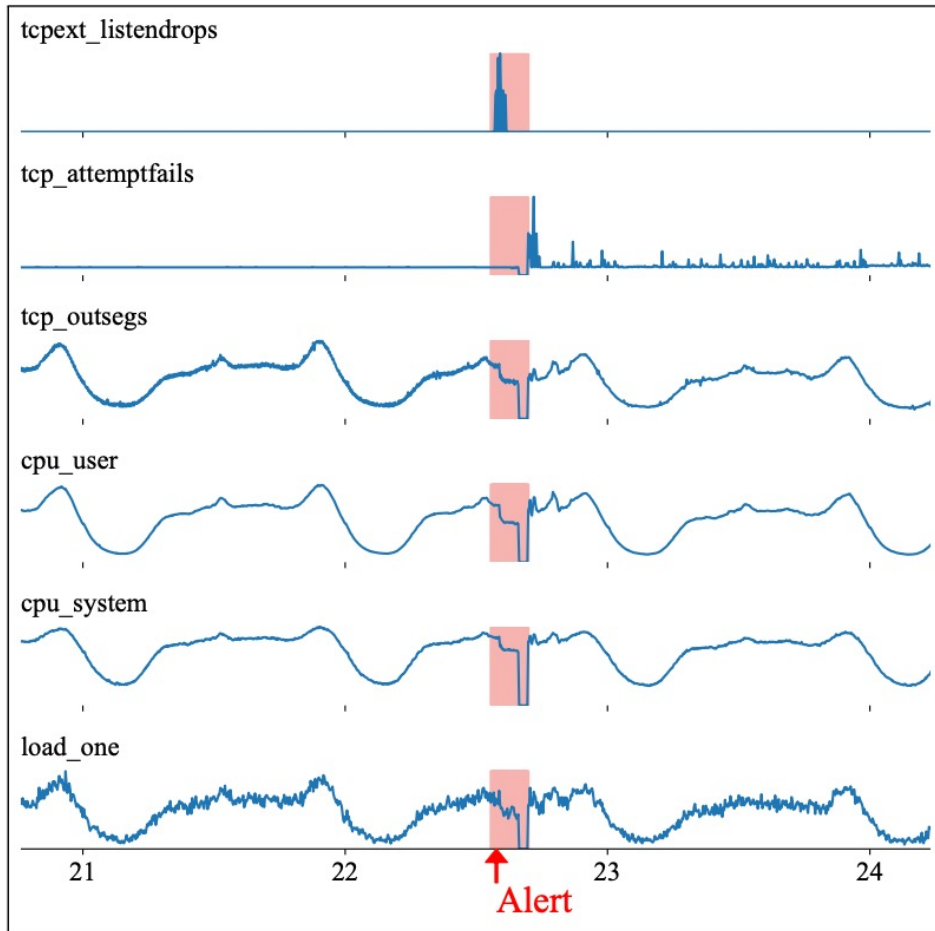 tcpext_listendrops
tcp_attemptfails
tcp_outsegs
cpu_user
cpu_system
load_one
21 22 23 24
Alert